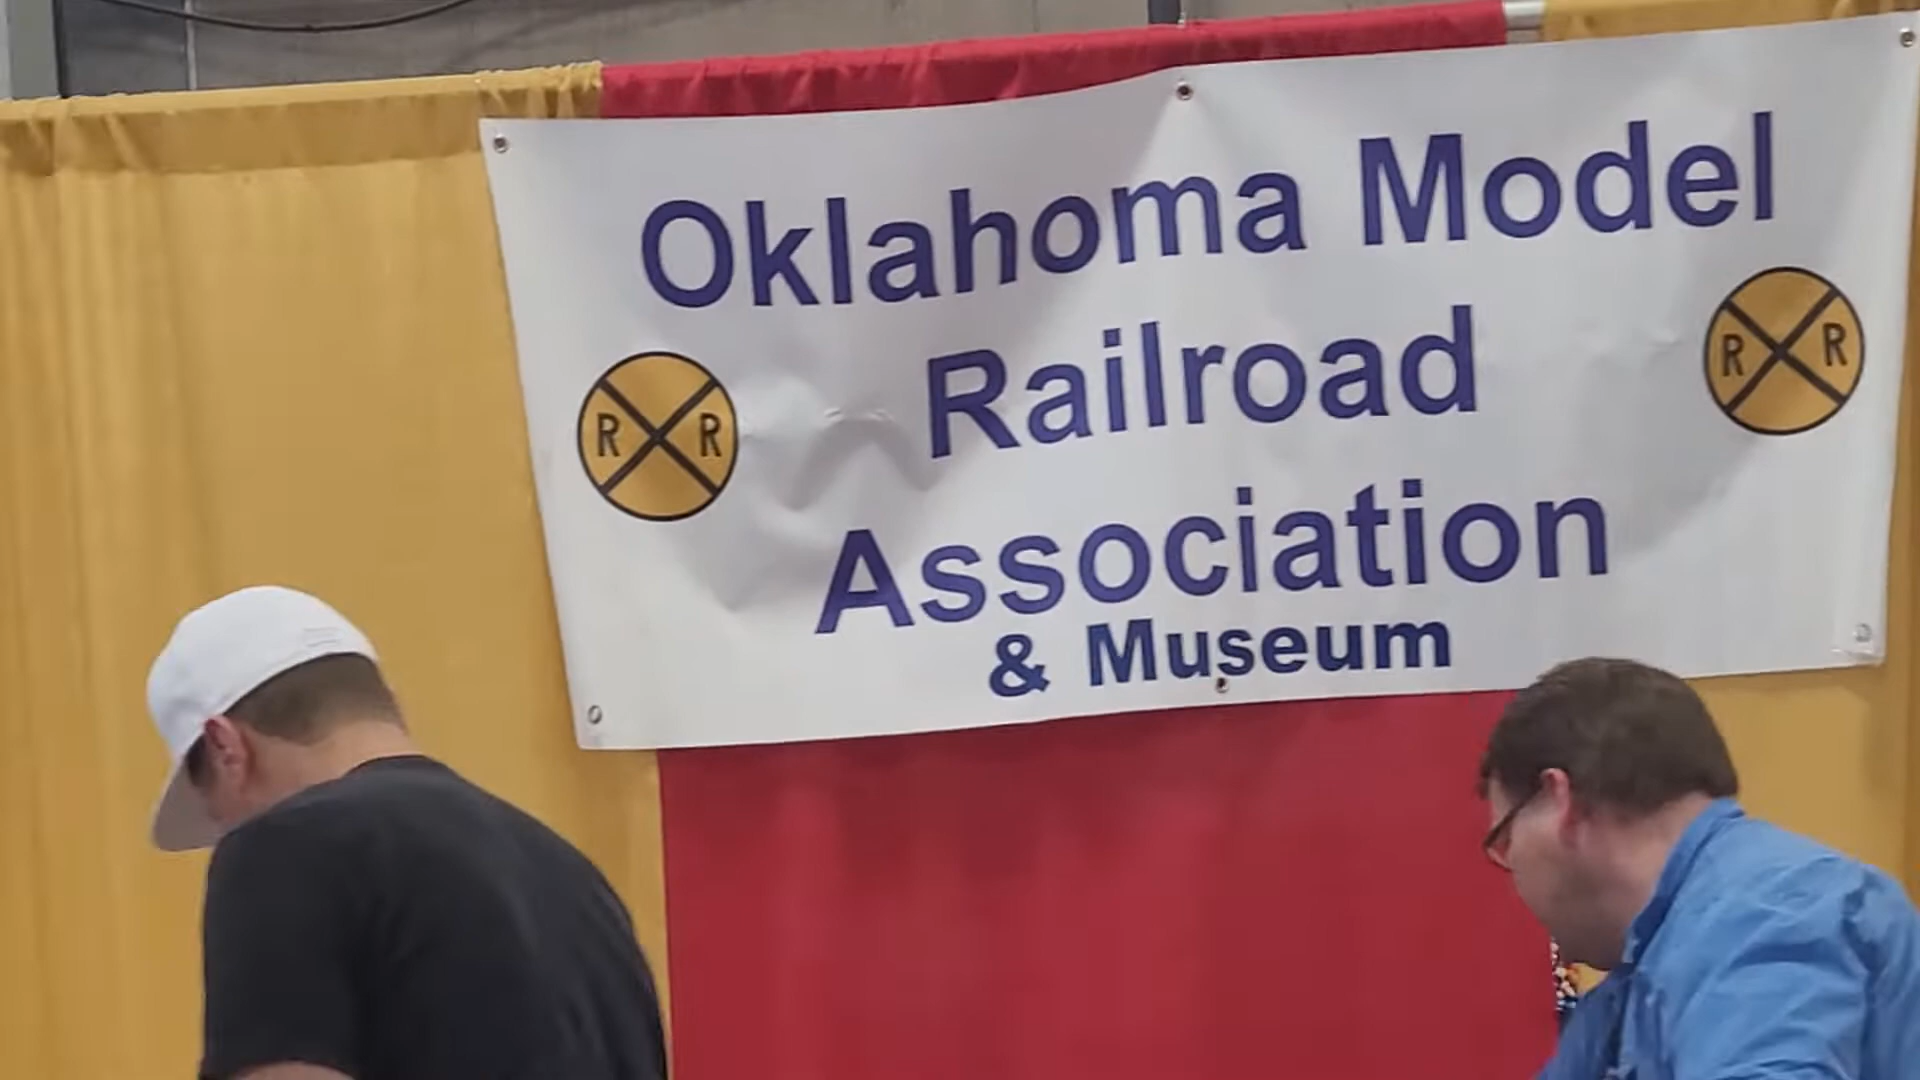 Oklahoma Model
Railroad
R R
R R
Association
& Museum